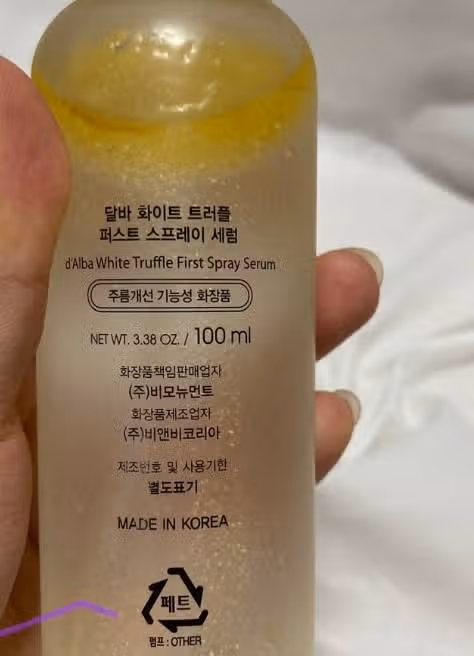 달바 화이트 트러플
퍼스트 스프레이 세럼
d'Alba White Truffle First Spray Serum
주름개선 기능성 화장품
NET WT. 3.38 OZ. / 100 ml
화장품책임판매업자
(주)비모뉴먼트
화장품제조업자
(주)비앤비코리아
제조번호 및 사용기한
별도표기
MADE IN KOREA
페트
펌프 : OTHER